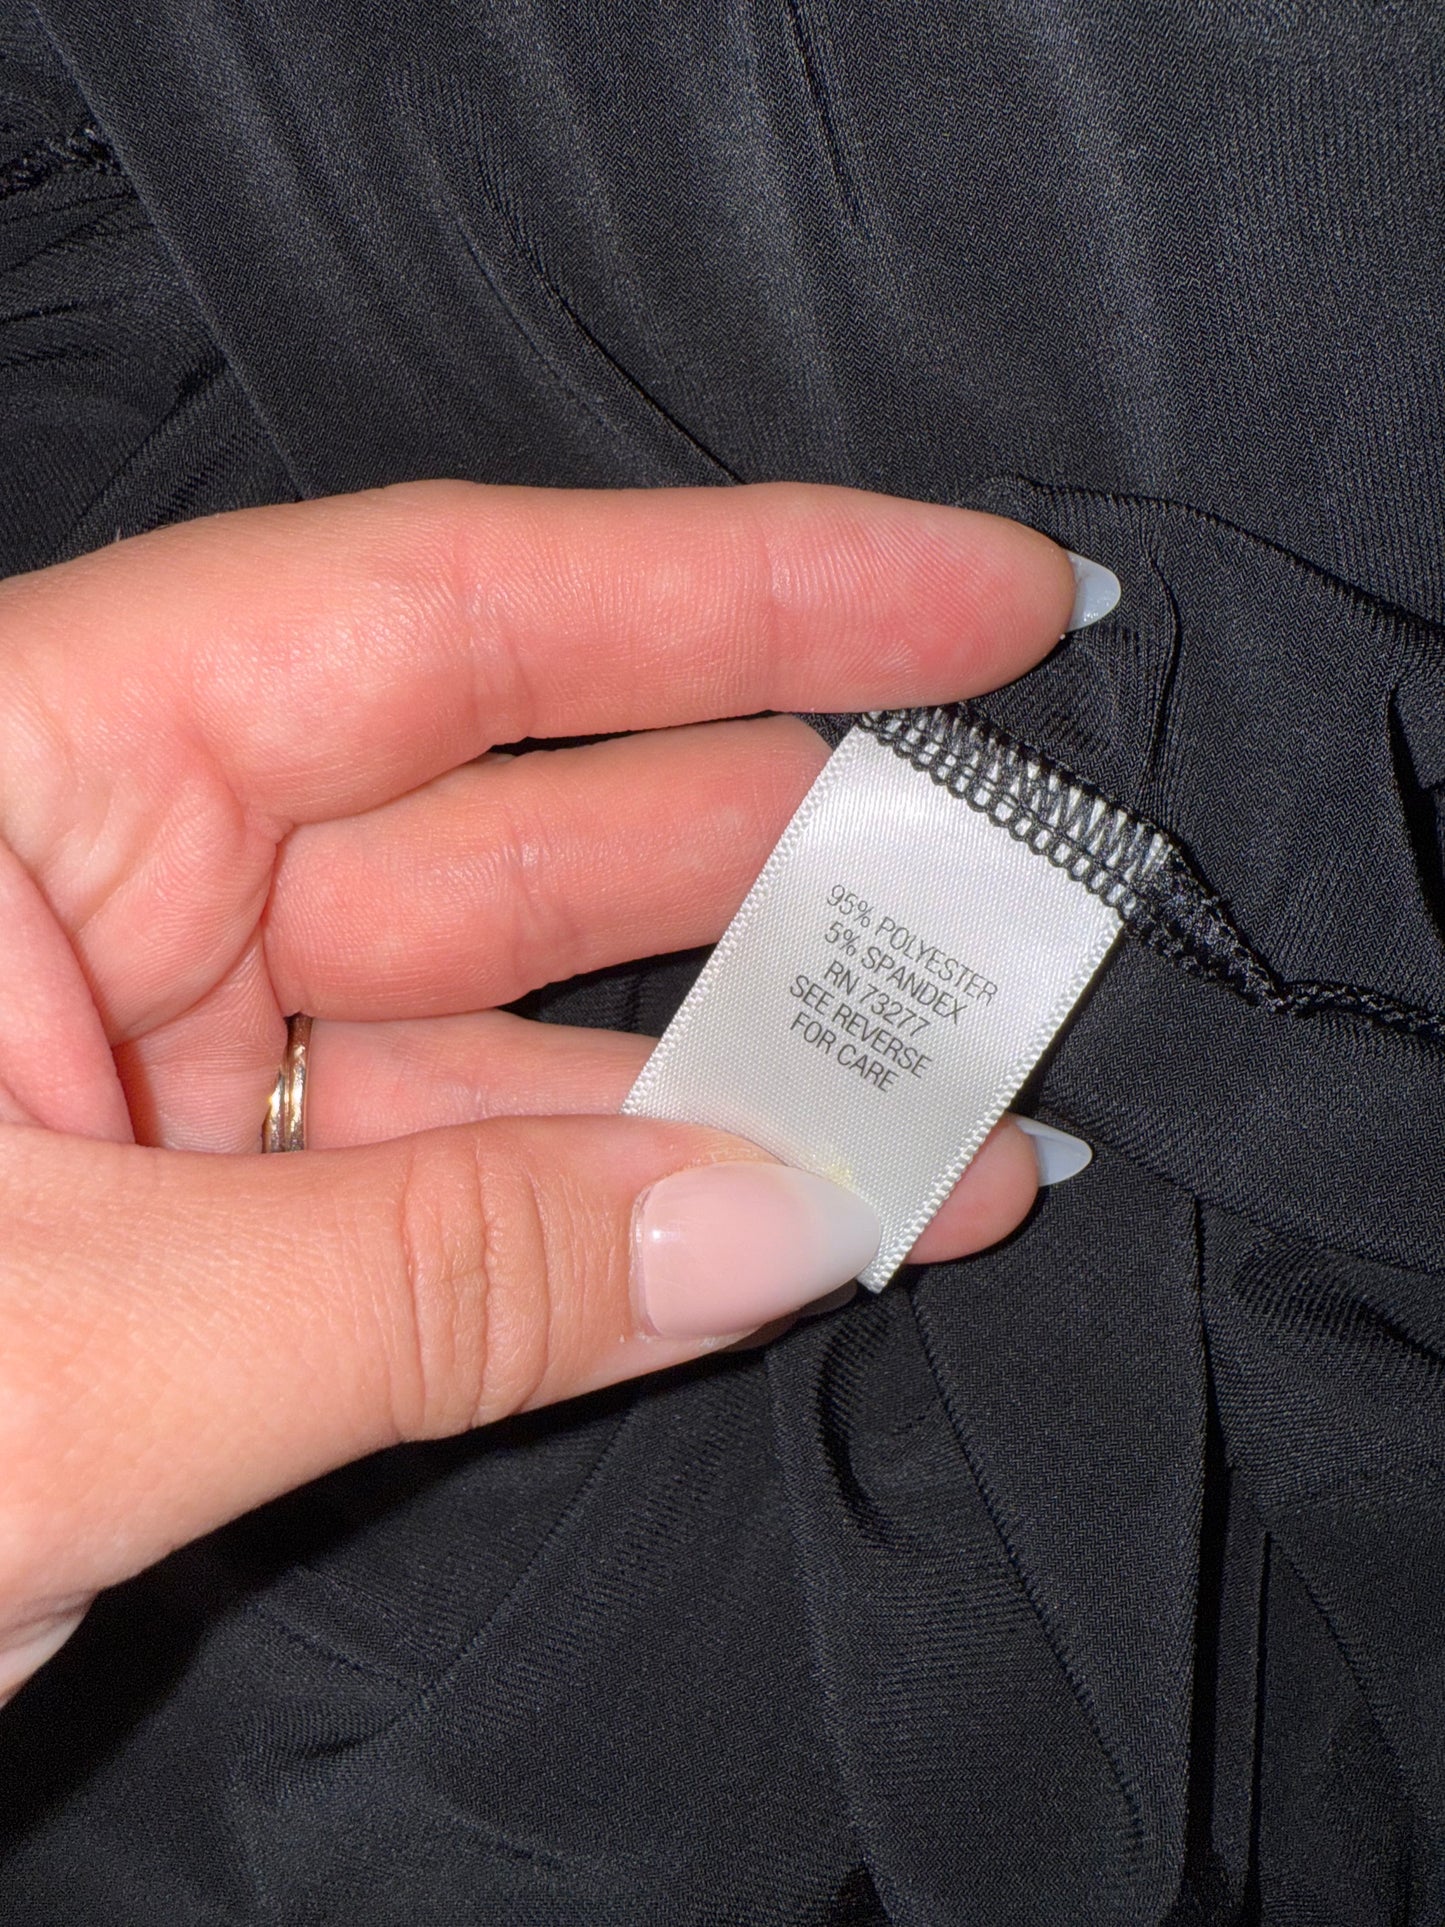 95% POLYESTER
5% SPANDEX
RN 73277
SEE REVERSE
FOR CARE